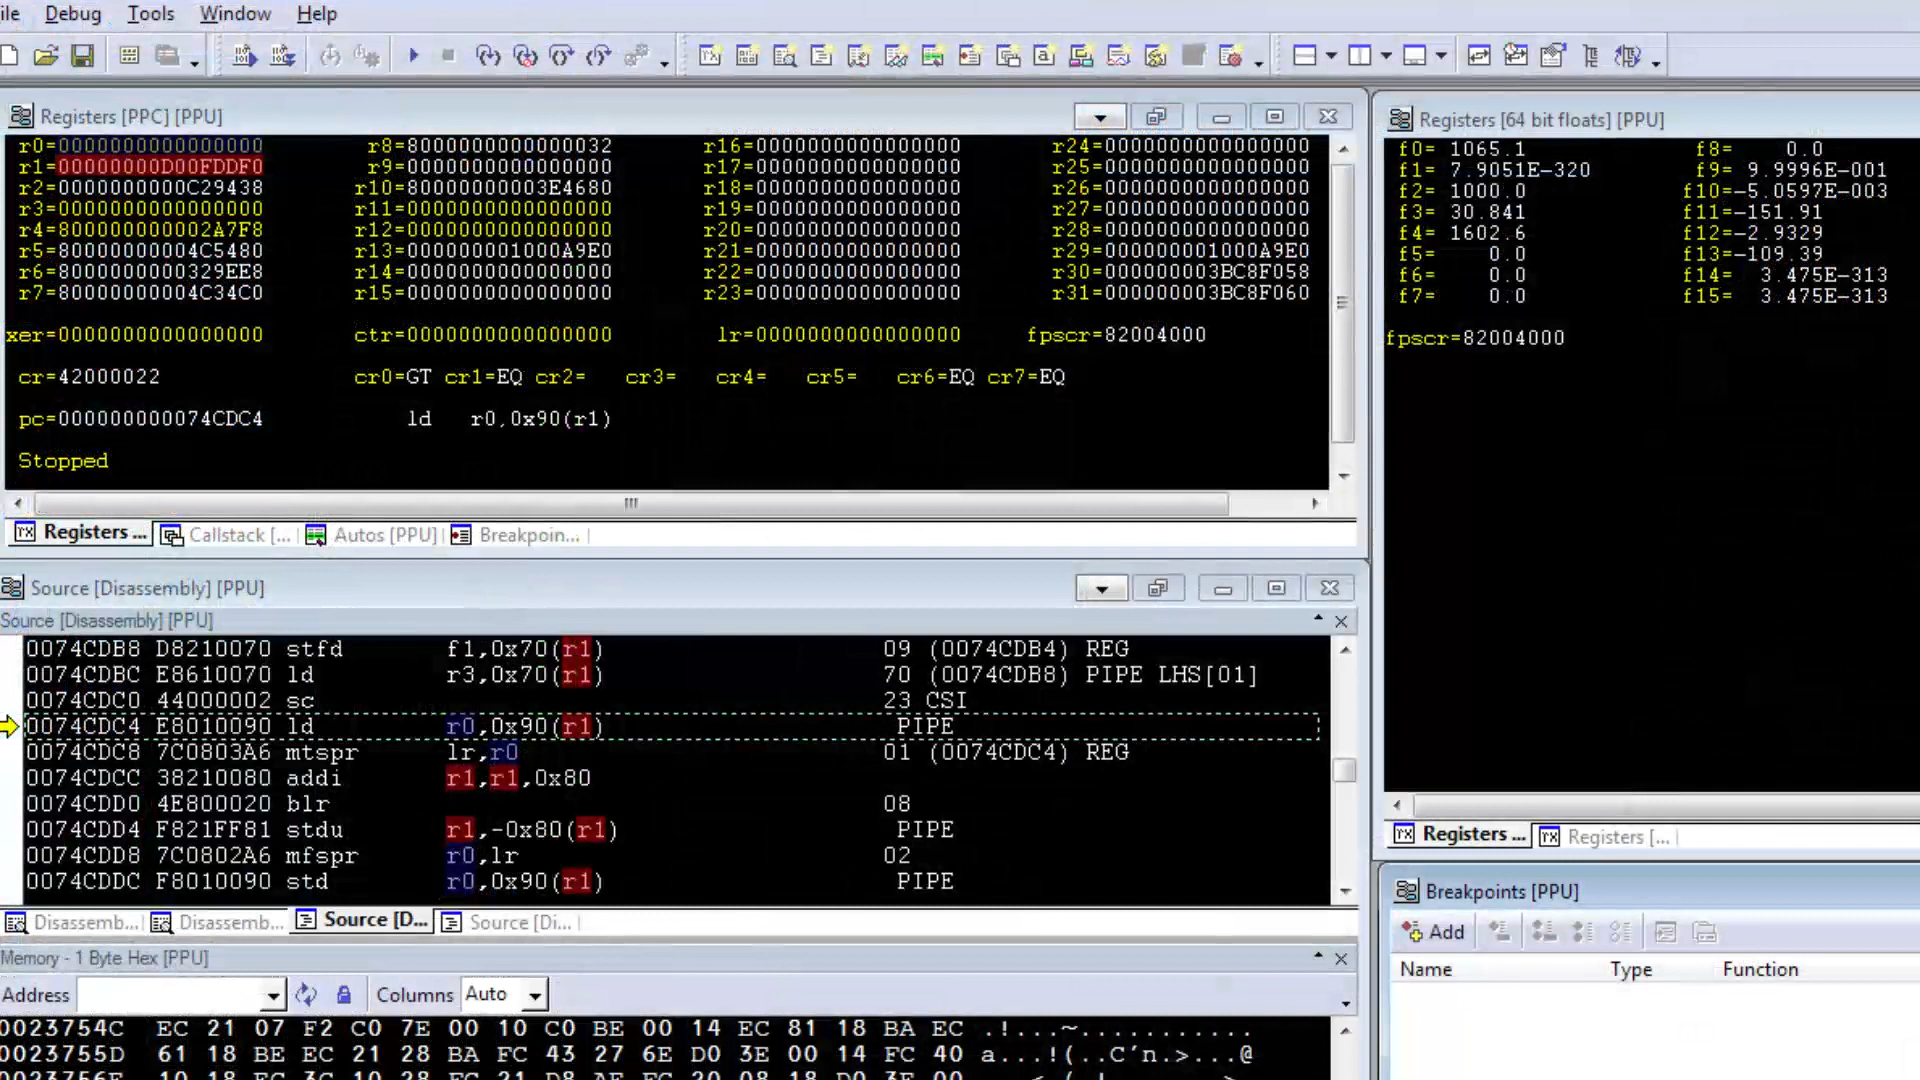 ile Debug Tools Window Help
Registers [PPC] [PPU]
r0=0000000000000000 r8=8000000000000032 r16=0000000000000000 r24=0000000000000000
r1=00000000D00FDDF0 r9=0000000000000000 r17=0000000000000000 r25=0000000000000000
r2=0000000000C29438 r10=80000000003E4680 r18=0000000000000000 r26=0000000000000000
r3=0000000000000000 r11=0000000000000000 r19=0000000000000000 r27=0000000000000000
r4=800000000002A7F8 r12=0000000000000000 r20=0000000000000000 r28=0000000000000000
r5=80000000004C5480 r13=000000001000A9E0 r21=0000000000000000 r29=000000001000A9E0
r6=8000000000329EE8 r14=0000000000000000 r22=0000000000000000 r30=000000003BC8F058
r7=80000000004C34C0 r15=0000000000000000 r23=0000000000000000 r31=000000003BC8F060
xer=0000000000000000 ctr=0000000000000000 lr=0000000000000000 fpscr=82004000
cr=42000022 cr0=GT cr1=EQ cr2= cr3= cr4= cr5= cr6=EQ cr7=EQ
pc=000000000074CDC4 ld r0,0x90(r1)
Stopped
Registers ... Callstack [... Autos [PPU] Breakpoin...
Registers [64 bit floats] [PPU]
f0= 1065.1 f8= 0.0
f1= 7.9051E-320 f9= 9.9996E-001
f2= 1000.0 f10=-5.0597E-003
f3= 30.841 f11=-151.91
f4= 1602.6 f12=-2.9329
f5= 0.0 f13=-109.39
f6= 0.0 f14= 3.475E-313
f7= 0.0 f15= 3.475E-313
fpscr=82004000
Registers ... Registers [...
Source [Disassembly] [PPU]
Source [Disassembly] [PPU]
0074CDB8 D8210070 stfd f1,0x70(r1) 09 (0074CDB4) REG
0074CDBC E8610070 ld r3,0x70(r1) 70 (0074CDB8) PIPE LHS[01]
0074CDC0 44000002 sc 23 CSI
0074CDC4 E8010090 ld r0,0x90(r1) PIPE
0074CDC8 7C0803A6 mtspr lr,r0 01 (0074CDC4) REG
0074CDCC 38210080 addi r1,r1,0x80
0074CDD0 4E800020 blr 08
0074CDD4 F821FF81 stdu r1,-0x80(r1) PIPE
0074CDD8 7C0802A6 mfspr r0,lr 02
0074CDDC F8010090 std r0,0x90(r1) PIPE
Disassemb... Disassemb... Source [D... Source [Di...
Breakpoints [PPU]
Add
Name Type Function
Memory - 1 Byte Hex [PPU]
Address Columns Auto
0023754C EC 21 07 F2 C0 7E 00 10 C0 BE 00 14 EC 81 18 BA EC .!...~...........
0023755D 61 18 BE EC 21 28 BA FC 43 27 6E D0 3E 00 14 FC 40 a...!(..C'n.>...@